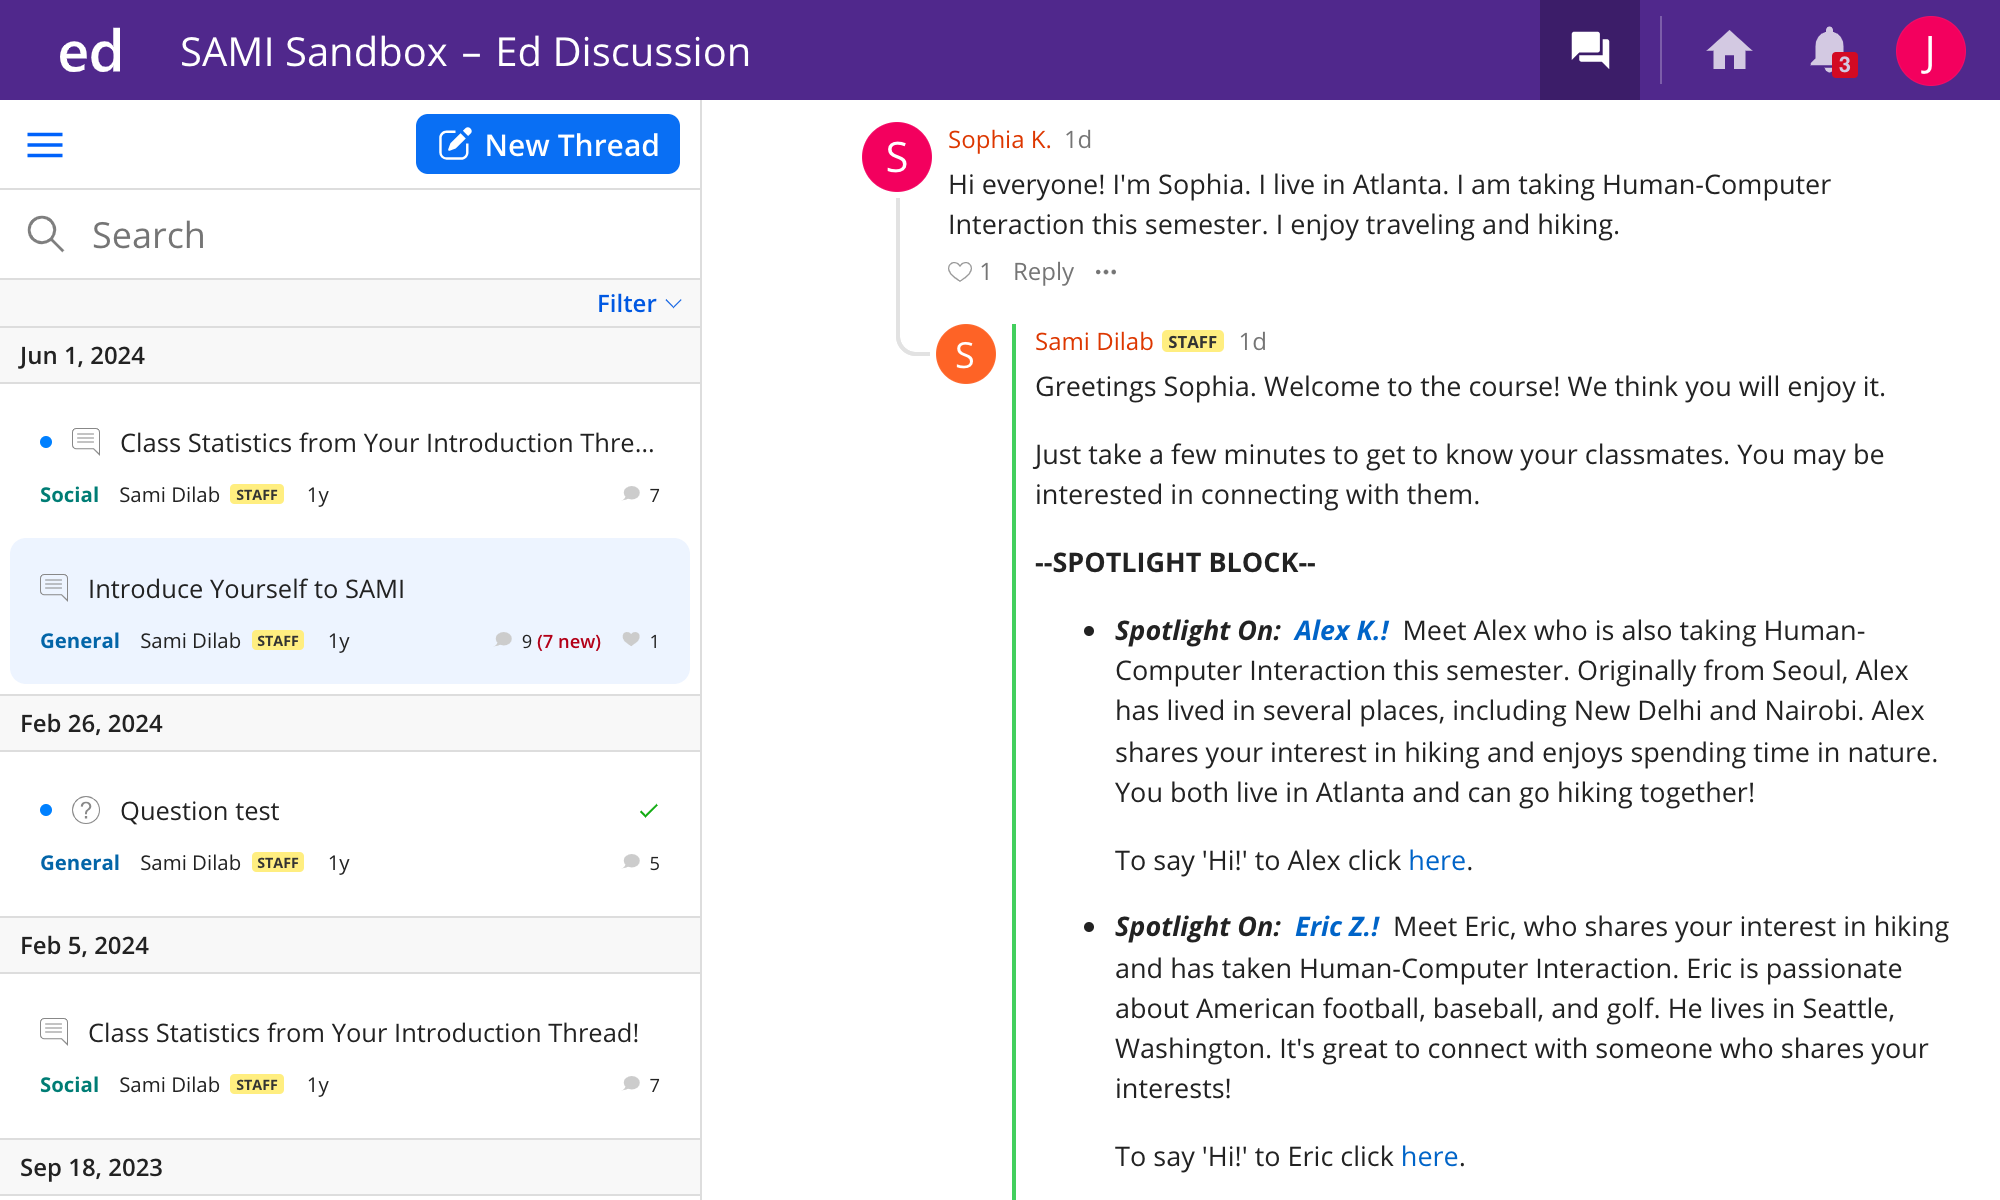 ed SAMI Sandbox – Ed Discussion 3 J
New Thread
Search
Filter
Jun 1, 2024
Class Statistics from Your Introduction Thre...
Social Sami Dilab STAFF 1y 7
Introduce Yourself to SAMI
General Sami Dilab STAFF 1y 9 (7 new) 1
Feb 26, 2024
? Question test
General Sami Dilab STAFF 1y 5
Feb 5, 2024
Class Statistics from Your Introduction Thread!
Social Sami Dilab STAFF 1y 7
Sep 18, 2023
S Sophia K. 1d
Hi everyone! I'm Sophia. I live in Atlanta. I am taking Human-Computer
Interaction this semester. I enjoy traveling and hiking.
1 Reply ...
S Sami Dilab STAFF 1d
Greetings Sophia. Welcome to the course! We think you will enjoy it.
Just take a few minutes to get to know your classmates. You may be
interested in connecting with them.
--SPOTLIGHT BLOCK--
• Spotlight On: Alex K.! Meet Alex who is also taking Human-
Computer Interaction this semester. Originally from Seoul, Alex
has lived in several places, including New Delhi and Nairobi. Alex
shares your interest in hiking and enjoys spending time in nature.
You both live in Atlanta and can go hiking together!
To say 'Hi!' to Alex click here.
• Spotlight On: Eric Z.! Meet Eric, who shares your interest in hiking
and has taken Human-Computer Interaction. Eric is passionate
about American football, baseball, and golf. He lives in Seattle,
Washington. It's great to connect with someone who shares your
interests!
To say 'Hi!' to Eric click here.